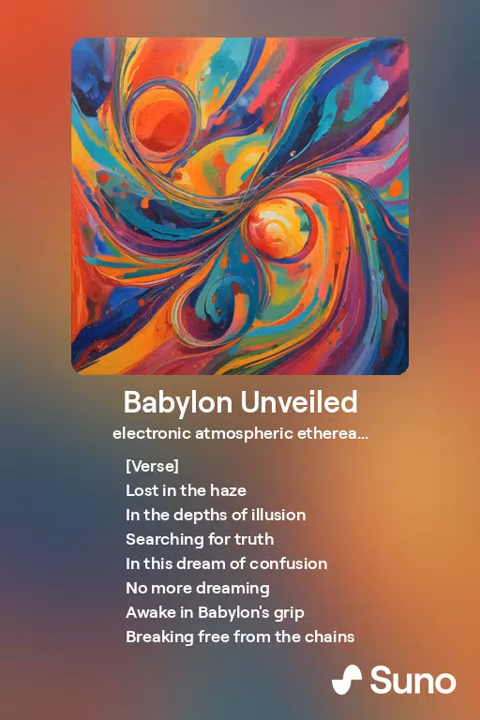 Babylon Unveiled
electronic atmospheric etherea...
[Verse]
Lost in the haze
In the depths of illusion
Searching for truth
In this dream of confusion
No more dreaming
Awake in Babylon's grip
Breaking free from the chains
Suno